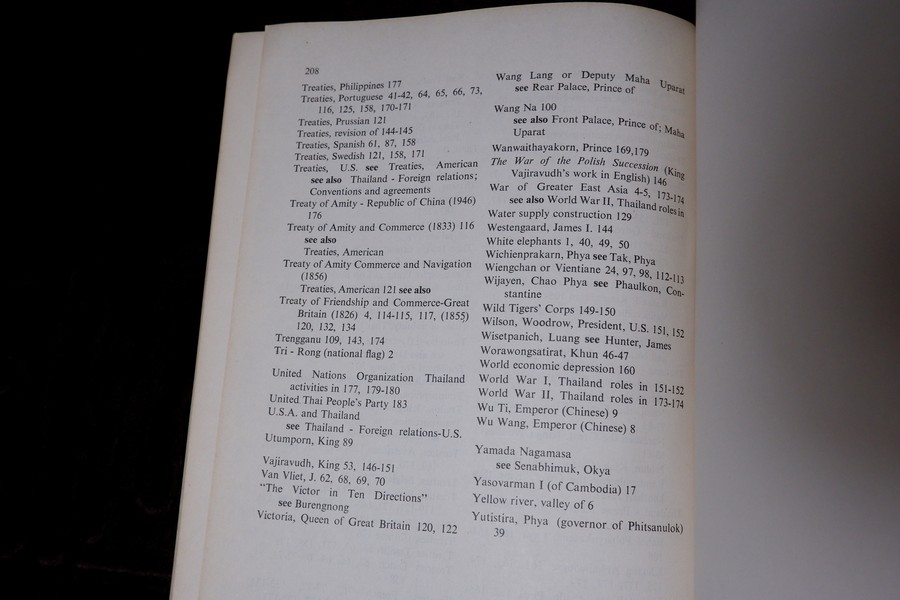 208
Treaties, Philippines 177
Treaties, Portuguese 41-42, 64, 65, 66, 73,
116, 125, 158, 170-171
Treaties, Prussian 121
Treaties, revision of 144-145
Treaties, Spanish 61, 87, 158
Treaties, Swedish 121, 158, 171
Treaties, U.S. see Treaties, American
see also Thailand - Foreign relations;
Conventions and agreements
Treaty of Amity - Republic of China (1946)
176
Treaty of Amity and Commerce (1833) 116
see also
Treaties, American
Treaty of Amity Commerce and Navigation
(1856)
Treaties, American 121 see also
Treaty of Friendship and Commerce-Great
Britain (1826) 4, 114-115, 117, (1855)
120, 132, 134
Trengganu 109, 143, 174
Tri - Rong (national flag) 2
United Nations Organization Thailand
activities in 177, 179-180
United Thai People's Party 183
U.S.A. and Thailand
see Thailand - Foreign relations-U.S.
Utumporn, King 89
Vajiravudh, King 53, 146-151
Van Vliet, J. 62, 68, 69, 70
"The Victor in Ten Directions"
see Burengnong
Victoria, Queen of Great Britain 120, 122
Wang Lang or Deputy Maha Uparat
see Rear Palace, Prince of
Wang Na 100
see also Front Palace, Prince of; Maha
Uparat
Wanwaithayakorn, Prince 169,179
The War of the Polish Succession (King
Vajiravudh's work in English) 146
War of Greater East Asia 4-5, 173-174
see also World War II, Thailand roles in
Water supply construction 129
Westengaard, James I. 144
White elephants 1, 40, 49, 50
Wichienprakarn, Phya see Tak, Phya
Wiengchan or Vientiane 24, 97, 98, 112-113
Wijayen, Chao Phya see Phaulkon, Con-
stantine
Wild Tigers' Corps 149-150
Wilson, Woodrow, President, U.S. 151, 152
Wisetpanich, Luang see Hunter, James
Worawongsatirat, Khun 46-47
World economic depression 160
World War I, Thailand roles in 151-152
World War II, Thailand roles in 173-174
Wu Ti, Emperor (Chinese) 9
Wu Wang, Emperor (Chinese) 8
Yamada Nagamasa
see Senabhimuk, Okya
Yasovarman I (of Cambodia) 17
Yellow river, valley of 6
Yutistira, Phya (governor of Phitsanulok)
39